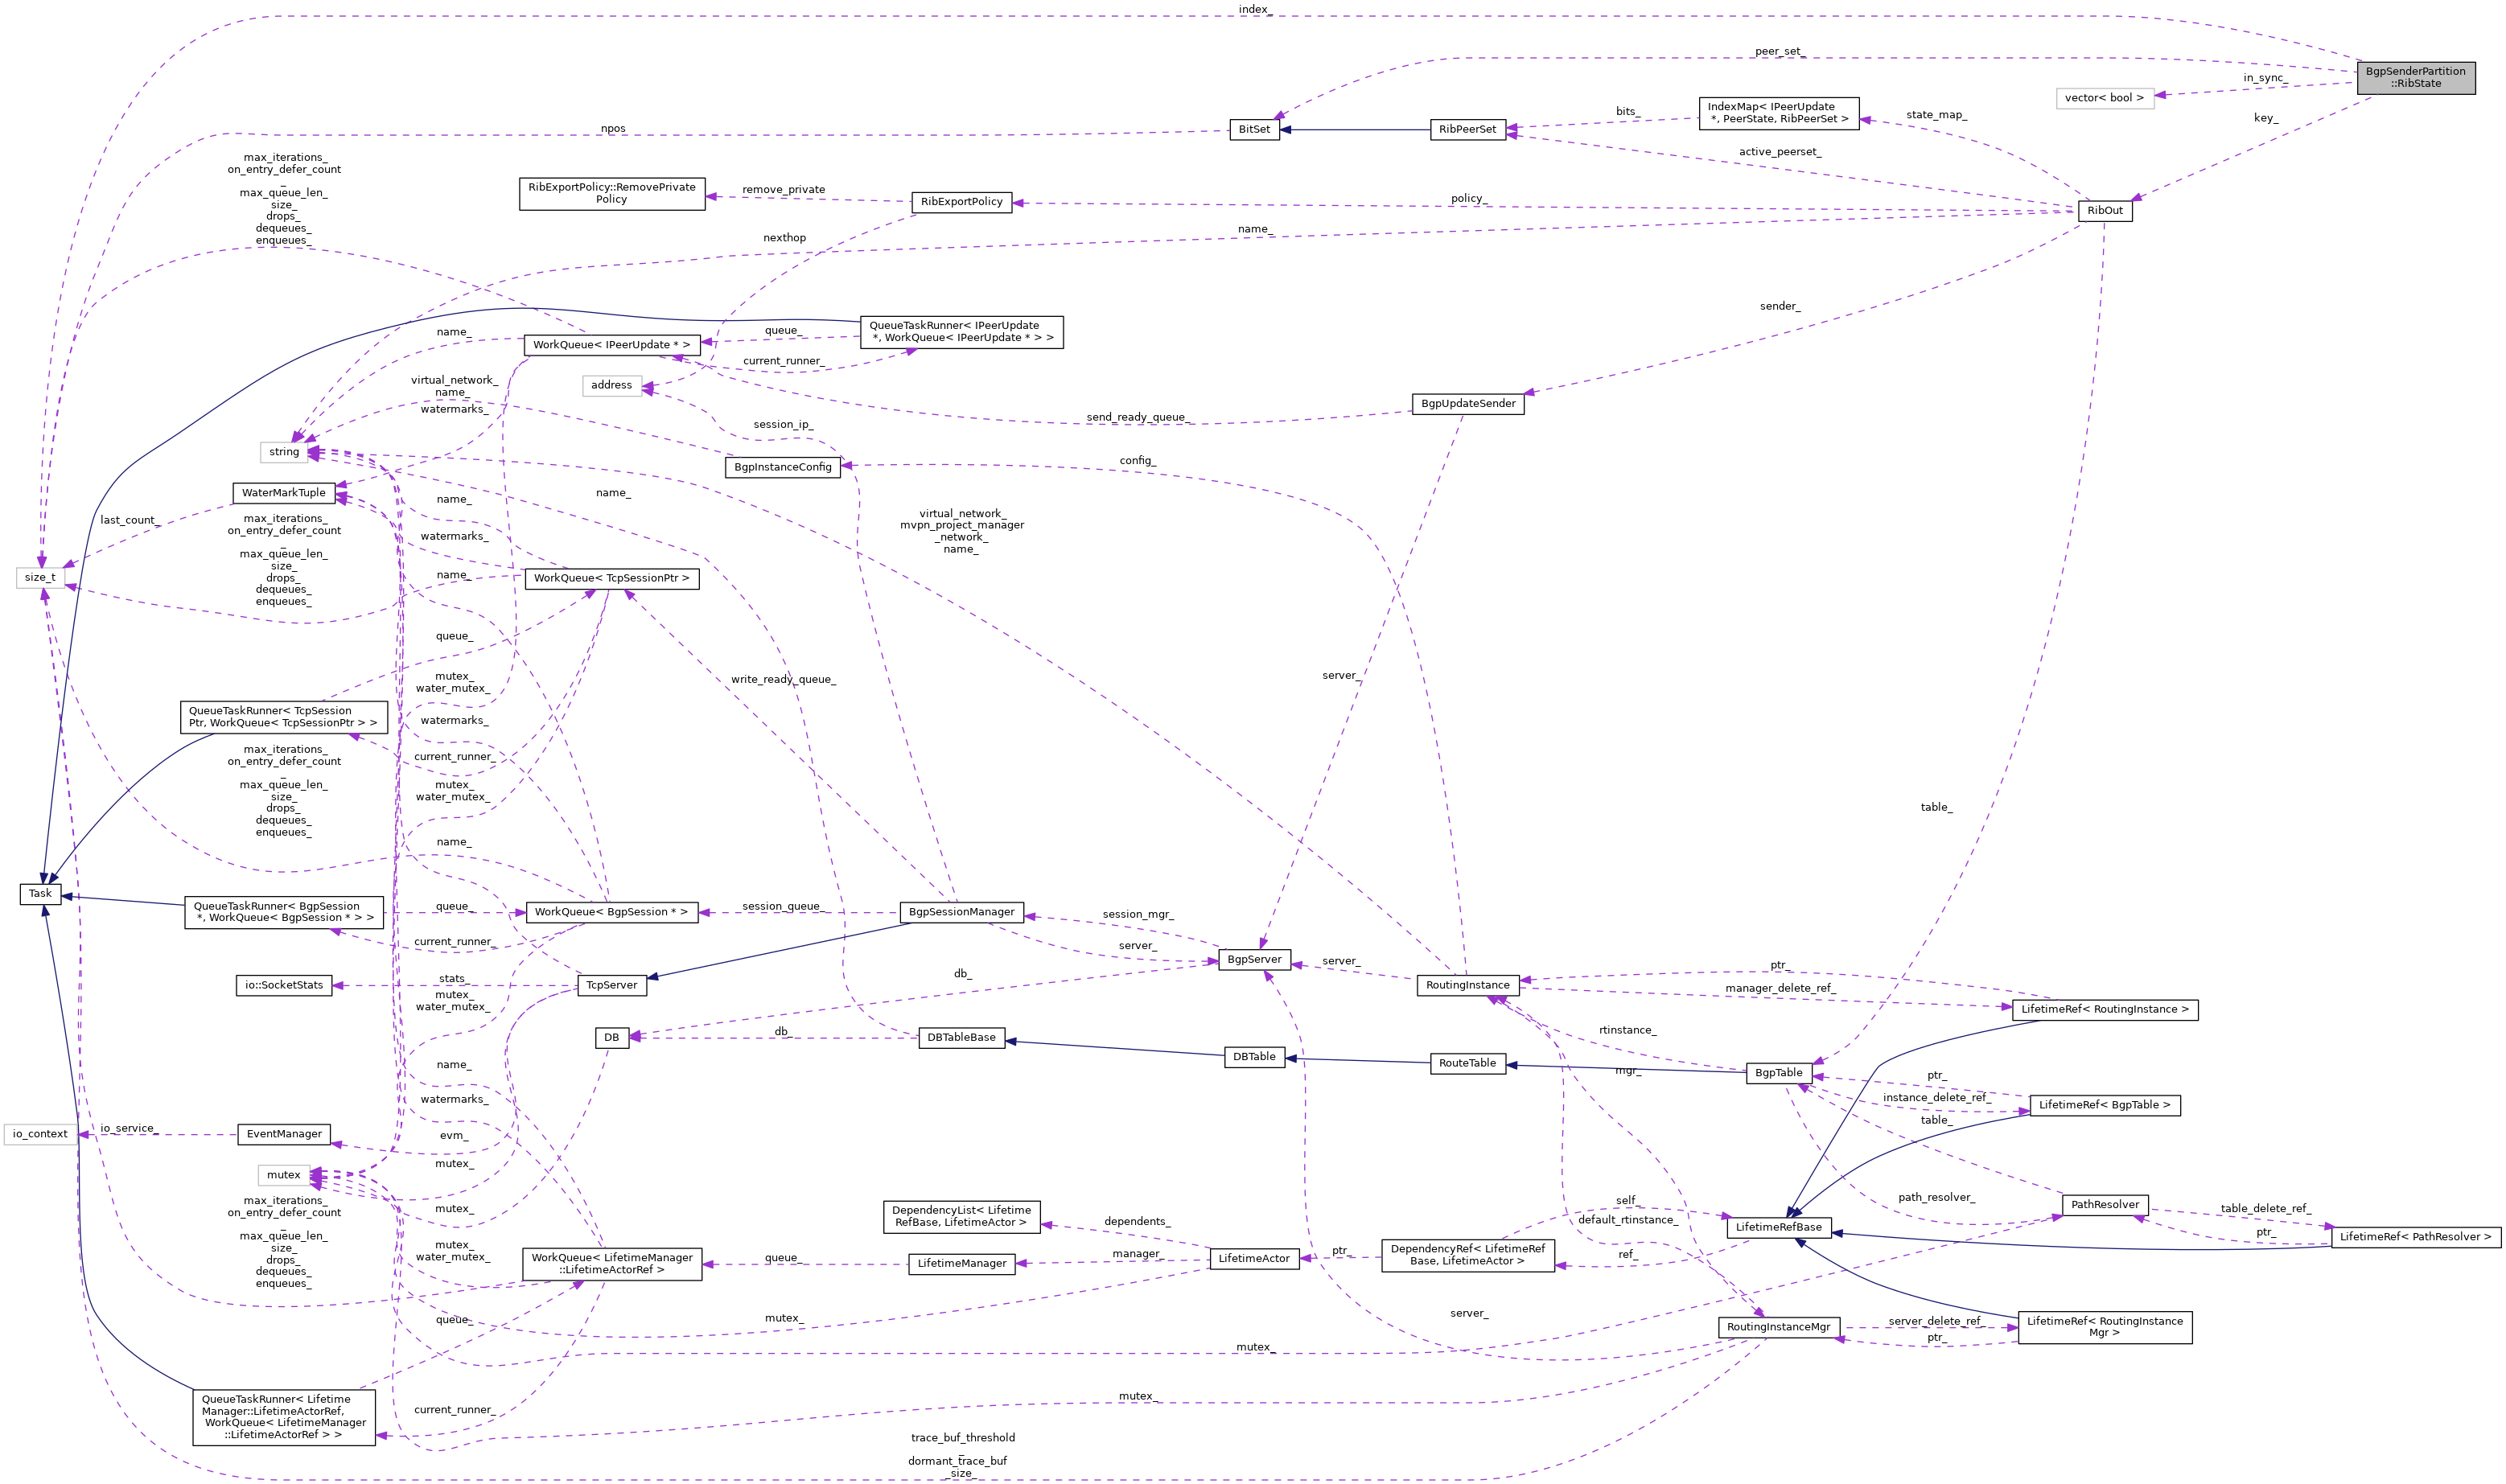 index_
peer_set_
BgpSenderPartition
::RibState
in_sync_
vector< bool >
IndexMap< IPeerUpdate
*, PeerState, RibPeerSet >
bits_
state_map_
key_
npos
BitSet
RibPeerSet
active_peerset_
max_iterations_
on_entry_defer_count
_
max_queue_len_
size_
drops_
dequeues_
enqueues_
RibExportPolicy::RemovePrivate
Policy
remove_private
RibExportPolicy
policy_
RibOut
nexthop
name_
sender_
QueueTaskRunner< IPeerUpdate
*, WorkQueue< IPeerUpdate * > >
queue_
name_
WorkQueue< IPeerUpdate * >
current_runner_
address
virtual_network_
name_
watermarks_
BgpUpdateSender
send_ready_queue_
session_ip_
string
BgpInstanceConfig
config_
WaterMarkTuple
name_
name_
last_count_
max_iterations_
on_entry_defer_count
_
max_queue_len_
size_
drops_
dequeues_
enqueues_
virtual_network_
mvpn_project_manager
_network_
name_
watermarks_
size_t
name_
WorkQueue< TcpSessionPtr >
queue_
mutex_
water_mutex_
write_ready_queue_
server_
QueueTaskRunner< TcpSession
Ptr, WorkQueue< TcpSessionPtr > >
watermarks_
max_iterations_
on_entry_defer_count
_
max_queue_len_
size_
drops_
dequeues_
enqueues_
current_runner_
mutex_
water_mutex_
table_
name_
Task
QueueTaskRunner< BgpSession
*, WorkQueue< BgpSession * > >
queue_
WorkQueue< BgpSession * >
session_queue_
BgpSessionManager
session_mgr_
current_runner_
server_
BgpServer
server_
ptr_
io::SocketStats
stats_
TcpServer
db_
RoutingInstance
manager_delete_ref_
mutex_
water_mutex_
LifetimeRef< RoutingInstance >
DB
db_
DBTableBase
rtinstance_
DBTable
RouteTable
name_
mgr_
BgpTable
ptr_
watermarks_
instance_delete_ref_
LifetimeRef< BgpTable >
io_context
io_service_
EventManager
evm_
table_
mutex_
mutex
max_iterations_
on_entry_defer_count
_
max_queue_len_
size_
drops_
dequeues_
enqueues_
mutex_
DependencyList< Lifetime
RefBase, LifetimeActor >
dependents_
self_
path_resolver_
PathResolver
table_delete_ref_
default_rtinstance_
LifetimeRefBase
ptr_
LifetimeRef< PathResolver >
mutex_
water_mutex_
WorkQueue< LifetimeManager
::LifetimeActorRef >
queue_
LifetimeManager
manager_
LifetimeActor
ptr_
DependencyRef< LifetimeRef
Base, LifetimeActor >
ref_
queue_
mutex_
server_
mutex_
RoutingInstanceMgr
server_delete_ref_
ptr_
LifetimeRef< RoutingInstance
Mgr >
QueueTaskRunner< Lifetime
Manager::LifetimeActorRef,
WorkQueue< LifetimeManager
::LifetimeActorRef > >
current_runner_
mutex_
trace_buf_threshold
_
dormant_trace_buf
_size_